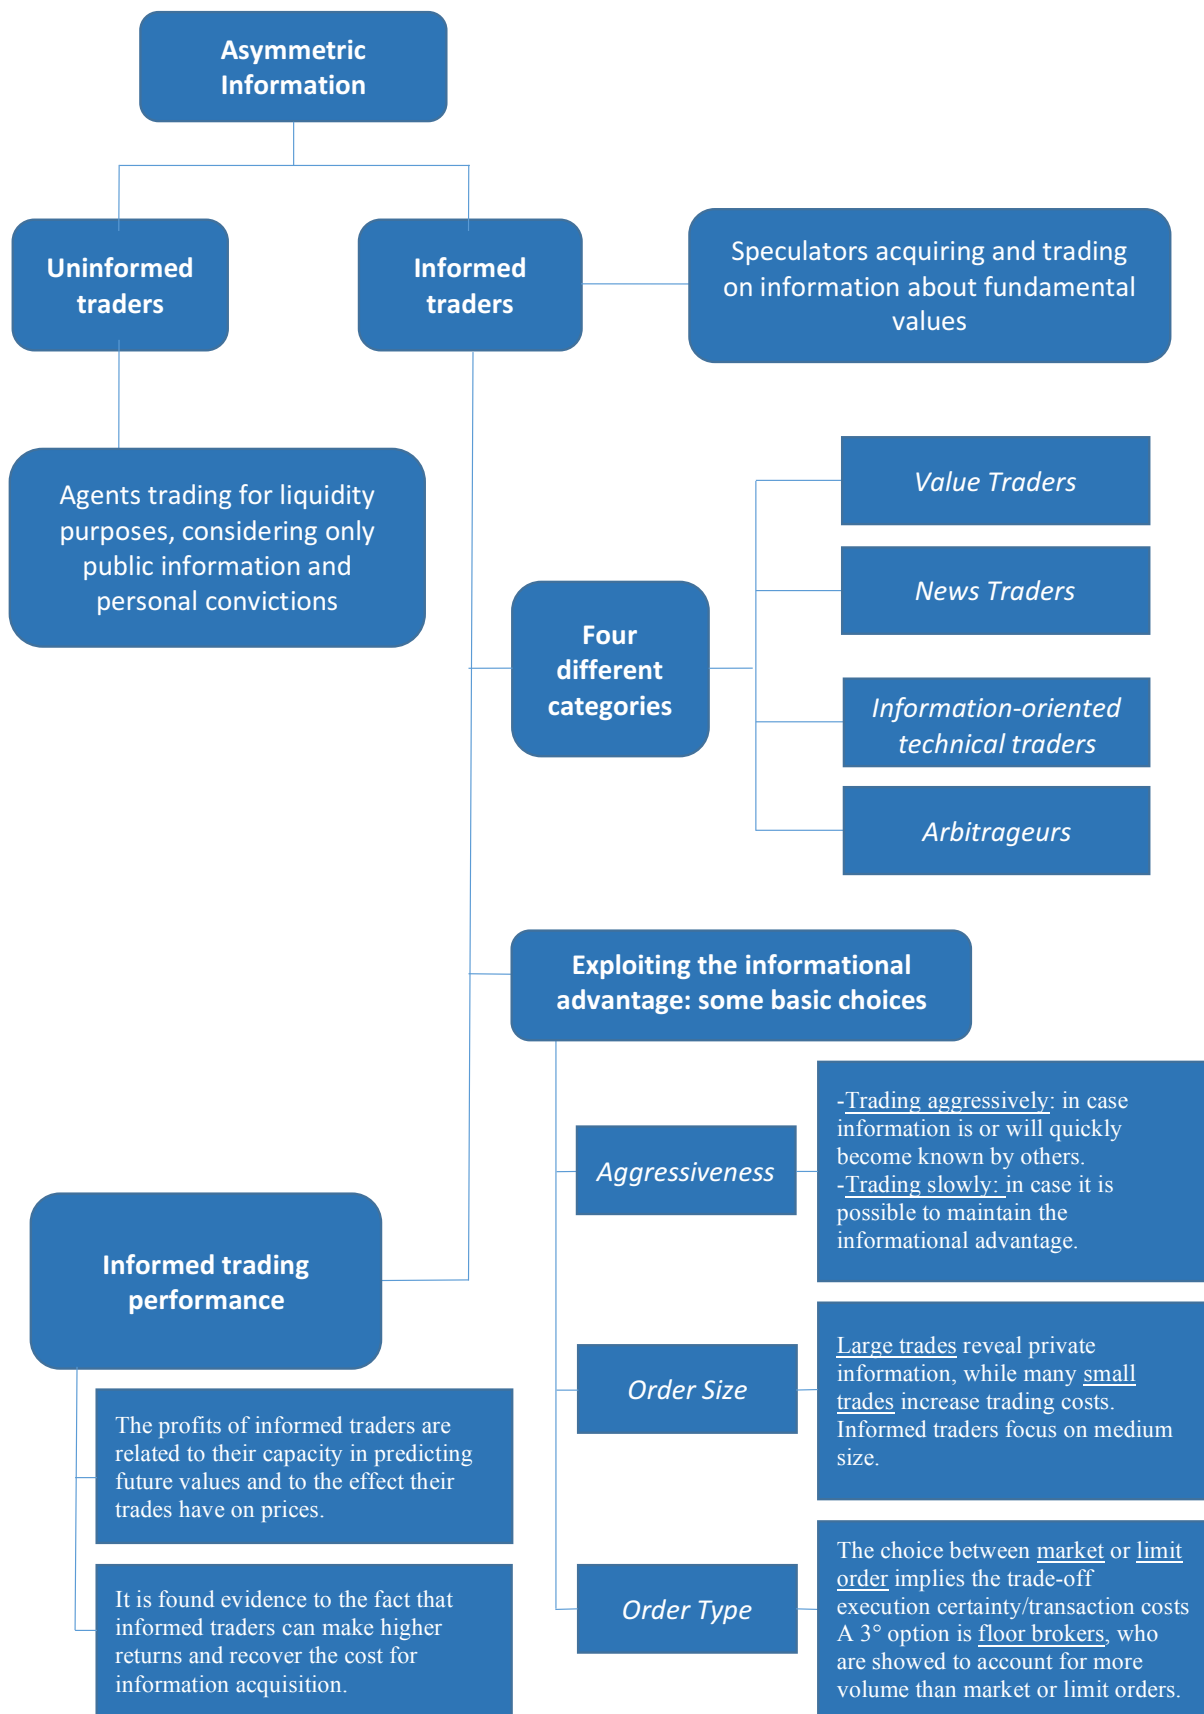 Asymmetric
Information
Uninformed
traders
Informed
traders
Speculators acquiring and trading
on information about fundamental
values
Agents trading for liquidity
purposes, considering only
public information and
personal convictions
Four
different
categories
Value Traders
News Traders
Information-oriented
technical traders
Arbitrageurs
Exploiting the informational
advantage: some basic choices
Aggressiveness
-Trading aggressively: in case
information is or will quickly
become known by others.
-Trading slowly: in case it is
possible to maintain the
informational advantage.
Order Size
Large trades reveal private
information, while many small
trades increase trading costs.
Informed traders focus on medium
size.
Order Type
The choice between market or limit
order implies the trade-off
execution certainty/transaction costs
A 3° option is floor brokers, who
are showed to account for more
volume than market or limit orders.
Informed trading
performance
The profits of informed traders are
related to their capacity in predicting
future values and to the effect their
trades have on prices.
It is found evidence to the fact that
informed traders can make higher
returns and recover the cost for
information acquisition.